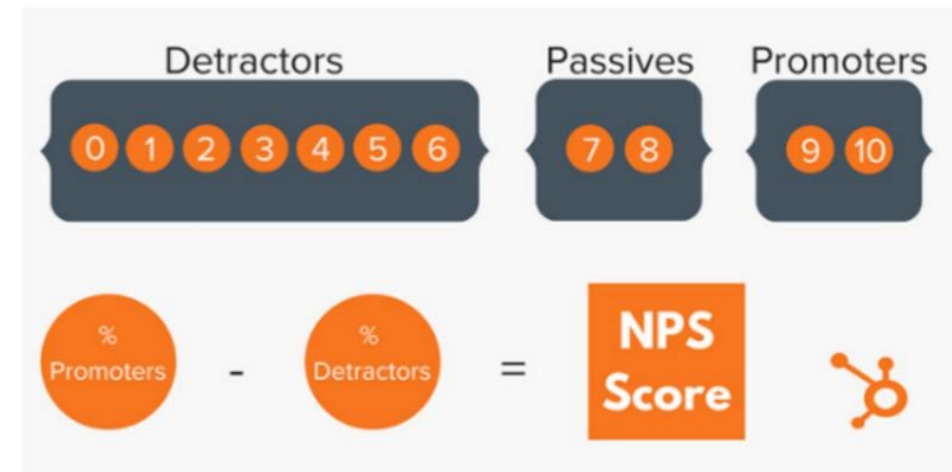 Detractors
Passives
Promoters
0 1 2 3 4 5 6
7 8
9 10
%
Promoters
-
%
Detractors
=
NPS
Score